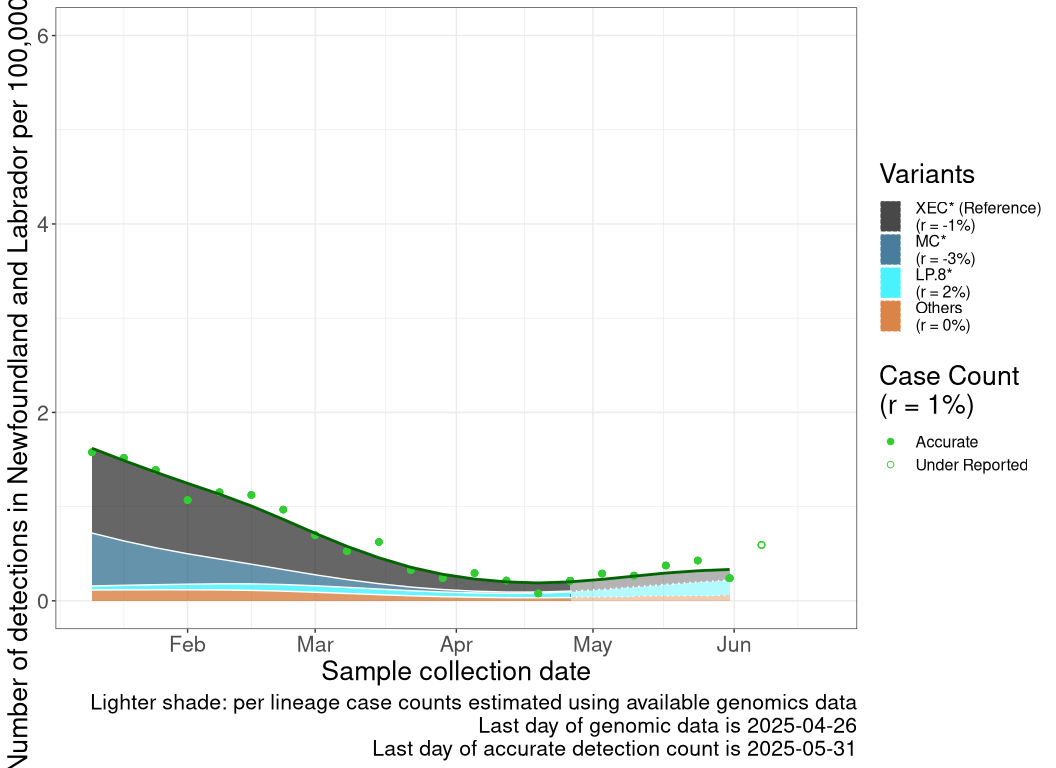 Number of detections in Newfoundland and Labrador per 100,000
6
4
2
0
Feb
Mar
Apr
May
Jun
Sample collection date
Lighter shade: per lineage case counts estimated using available genomics data
Last day of genomic data is 2025-04-26
Last day of accurate detection count is 2025-05-31
Variants
XEC* (Reference)
(r = -1%)
MC*
(r = -3%)
LP.8*
(r = 2%)
Others
(r = 0%)
Case Count
(r = 1%)
Accurate
Under Reported